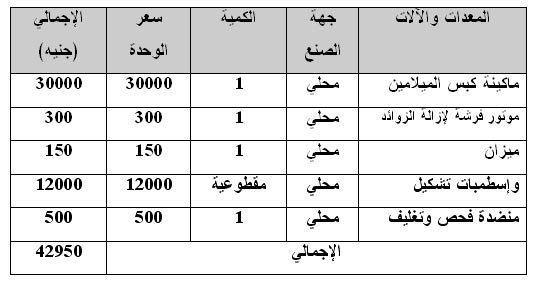 المعدات والآلات جهة الصنع الكمية سعر الوحدة الإجمالي (جنيه)
ماكينة كبس الميلامين محلي 1 30000 30000
موتور فرشة لإزالة الزوائد محلي 1 300 300
ميزان محلي 1 150 150
وإسطمبات تشكيل محلي مقطوعية 12000 12000
منضدة فحص وتغليف محلي 1 500 500
الإجمالي 42950